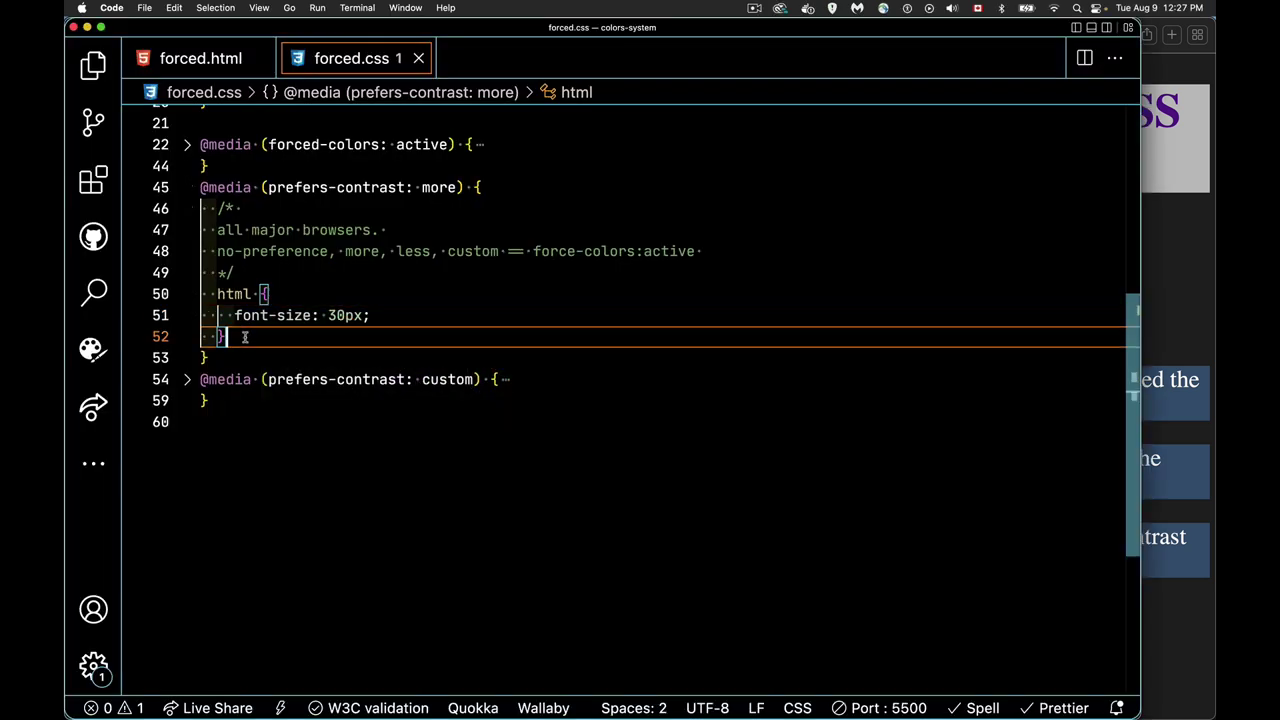 Code File Edit Selection View Go Run Terminal Window Help Tue Aug 9 12:27 PM
forced.css — colors-system
forced.html forced.css 1
forced.css > {} @media (prefers-contrast: more) > html
21
22 @media (forced-colors: active) {…
44 }
45 @media (prefers-contrast: more) {
46 /*
47 all major browsers.
48 no-preference, more, less, custom == force-colors:active
49 */
50 html {
51 font-size: 30px;
52 }
53 }
54 @media (prefers-contrast: custom) {…
59 }
60
SS
ed the
he
ntrast
1
0 1 Live Share W3C validation Quokka Wallaby Spaces: 2 UTF-8 LF CSS Port : 5500 Spell Prettier